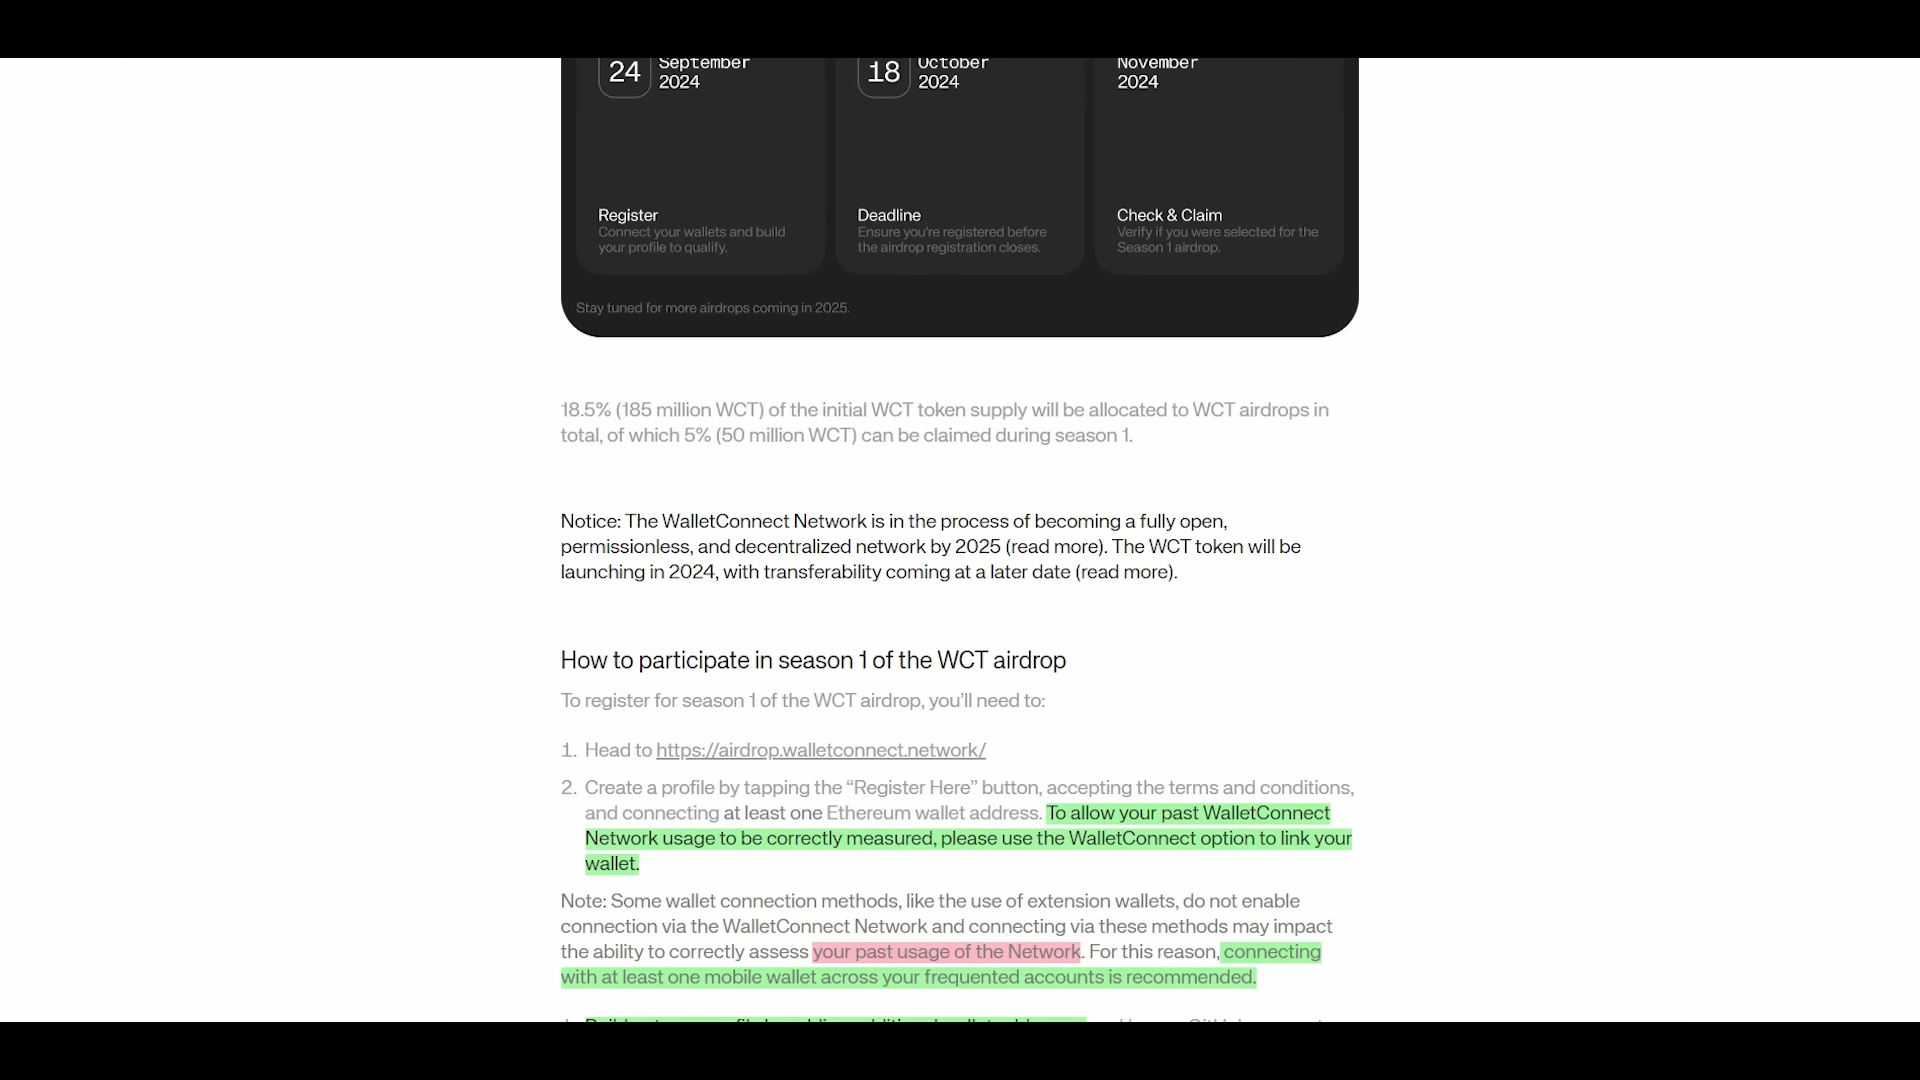 24 September 2024
18 October 2024
November 2024
Register
Connect your wallets and build
your profile to qualify.
Deadline
Ensure you're registered before
the airdrop registration closes.
Check & Claim
Verify if you were selected for the
Season 1 airdrop.
Stay tuned for more airdrops coming in 2025.
18.5% (185 million WCT) of the initial WCT token supply will be allocated to WCT airdrops in
total, of which 5% (50 million WCT) can be claimed during season 1.
Notice: The WalletConnect Network is in the process of becoming a fully open,
permissionless, and decentralized network by 2025 (read more). The WCT token will be
launching in 2024, with transferability coming at a later date (read more).
How to participate in season 1 of the WCT airdrop
To register for season 1 of the WCT airdrop, you'll need to:
1. Head to https://airdrop.walletconnect.network/
2. Create a profile by tapping the “Register Here” button, accepting the terms and conditions,
and connecting at least one Ethereum wallet address. To allow your past WalletConnect
Network usage to be correctly measured, please use the WalletConnect option to link your
wallet.
Note: Some wallet connection methods, like the use of extension wallets, do not enable
connection via the WalletConnect Network and connecting via these methods may impact
the ability to correctly assess your past usage of the Network. For this reason, connecting
with at least one mobile wallet across your frequented accounts is recommended.